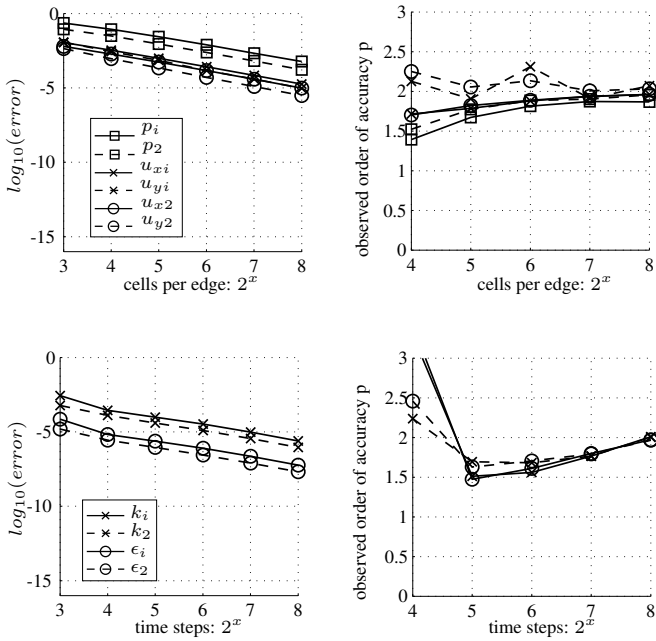 0
-5
-10
-15
log10(error)
p_i
p_2
u_xi
u_yi
u_x2
u_y2
3 4 5 6 7 8
cells per edge: 2^x
3
2.5
2
1.5
1
0.5
0
observed order of accuracy p
4 5 6 7 8
cells per edge: 2^x
0
-5
-10
-15
log10(error)
k_i
k_2
ϵ_i
ϵ_2
3 4 5 6 7 8
time steps: 2^x
3
2.5
2
1.5
1
0.5
0
observed order of accuracy p
4 5 6 7 8
time steps: 2^x